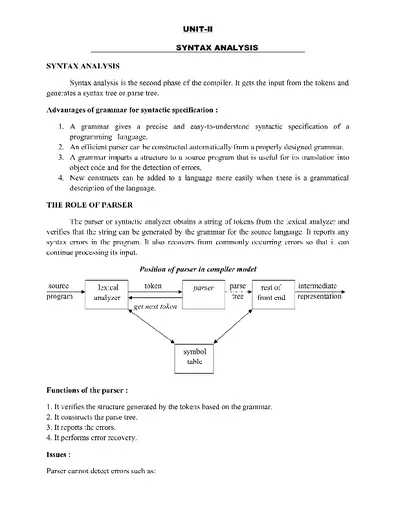 UNIT-II
SYNTAX ANALYSIS
SYNTAX ANALYSIS
Syntax analysis is the second phase of the compiler. It gets the input from the tokens and
generates a syntax tree or parse tree.
Advantages of grammar for syntactic specification :
1. A grammar gives a precise and easy-to-understand syntactic specification of a
programming language.
2. An efficient parser can be constructed automatically from a properly designed grammar.
3. A grammar imparts a structure to a source program that is useful for its translation into
object code and for the detection of errors.
4. New constructs can be added to a language more easily when there is a grammatical
description of the language.
THE ROLE OF PARSER
The parser or syntactic analyzer obtains a string of tokens from the lexical analyzer and
verifies that the string can be generated by the grammar for the source language. It reports any
syntax errors in the program. It also recovers from commonly occurring errors so that it can
continue processing its input.
Position of parser in compiler model
source
program
lexical
analyzer
token
get next token
parser
parse
tree
rest of
front end
intermediate
representation
symbol
table
Functions of the parser :
1. It verifies the structure generated by the tokens based on the grammar.
2. It constructs the parse tree.
3. It reports the errors.
4. It performs error recovery.
Issues :
Parser cannot detect errors such as: